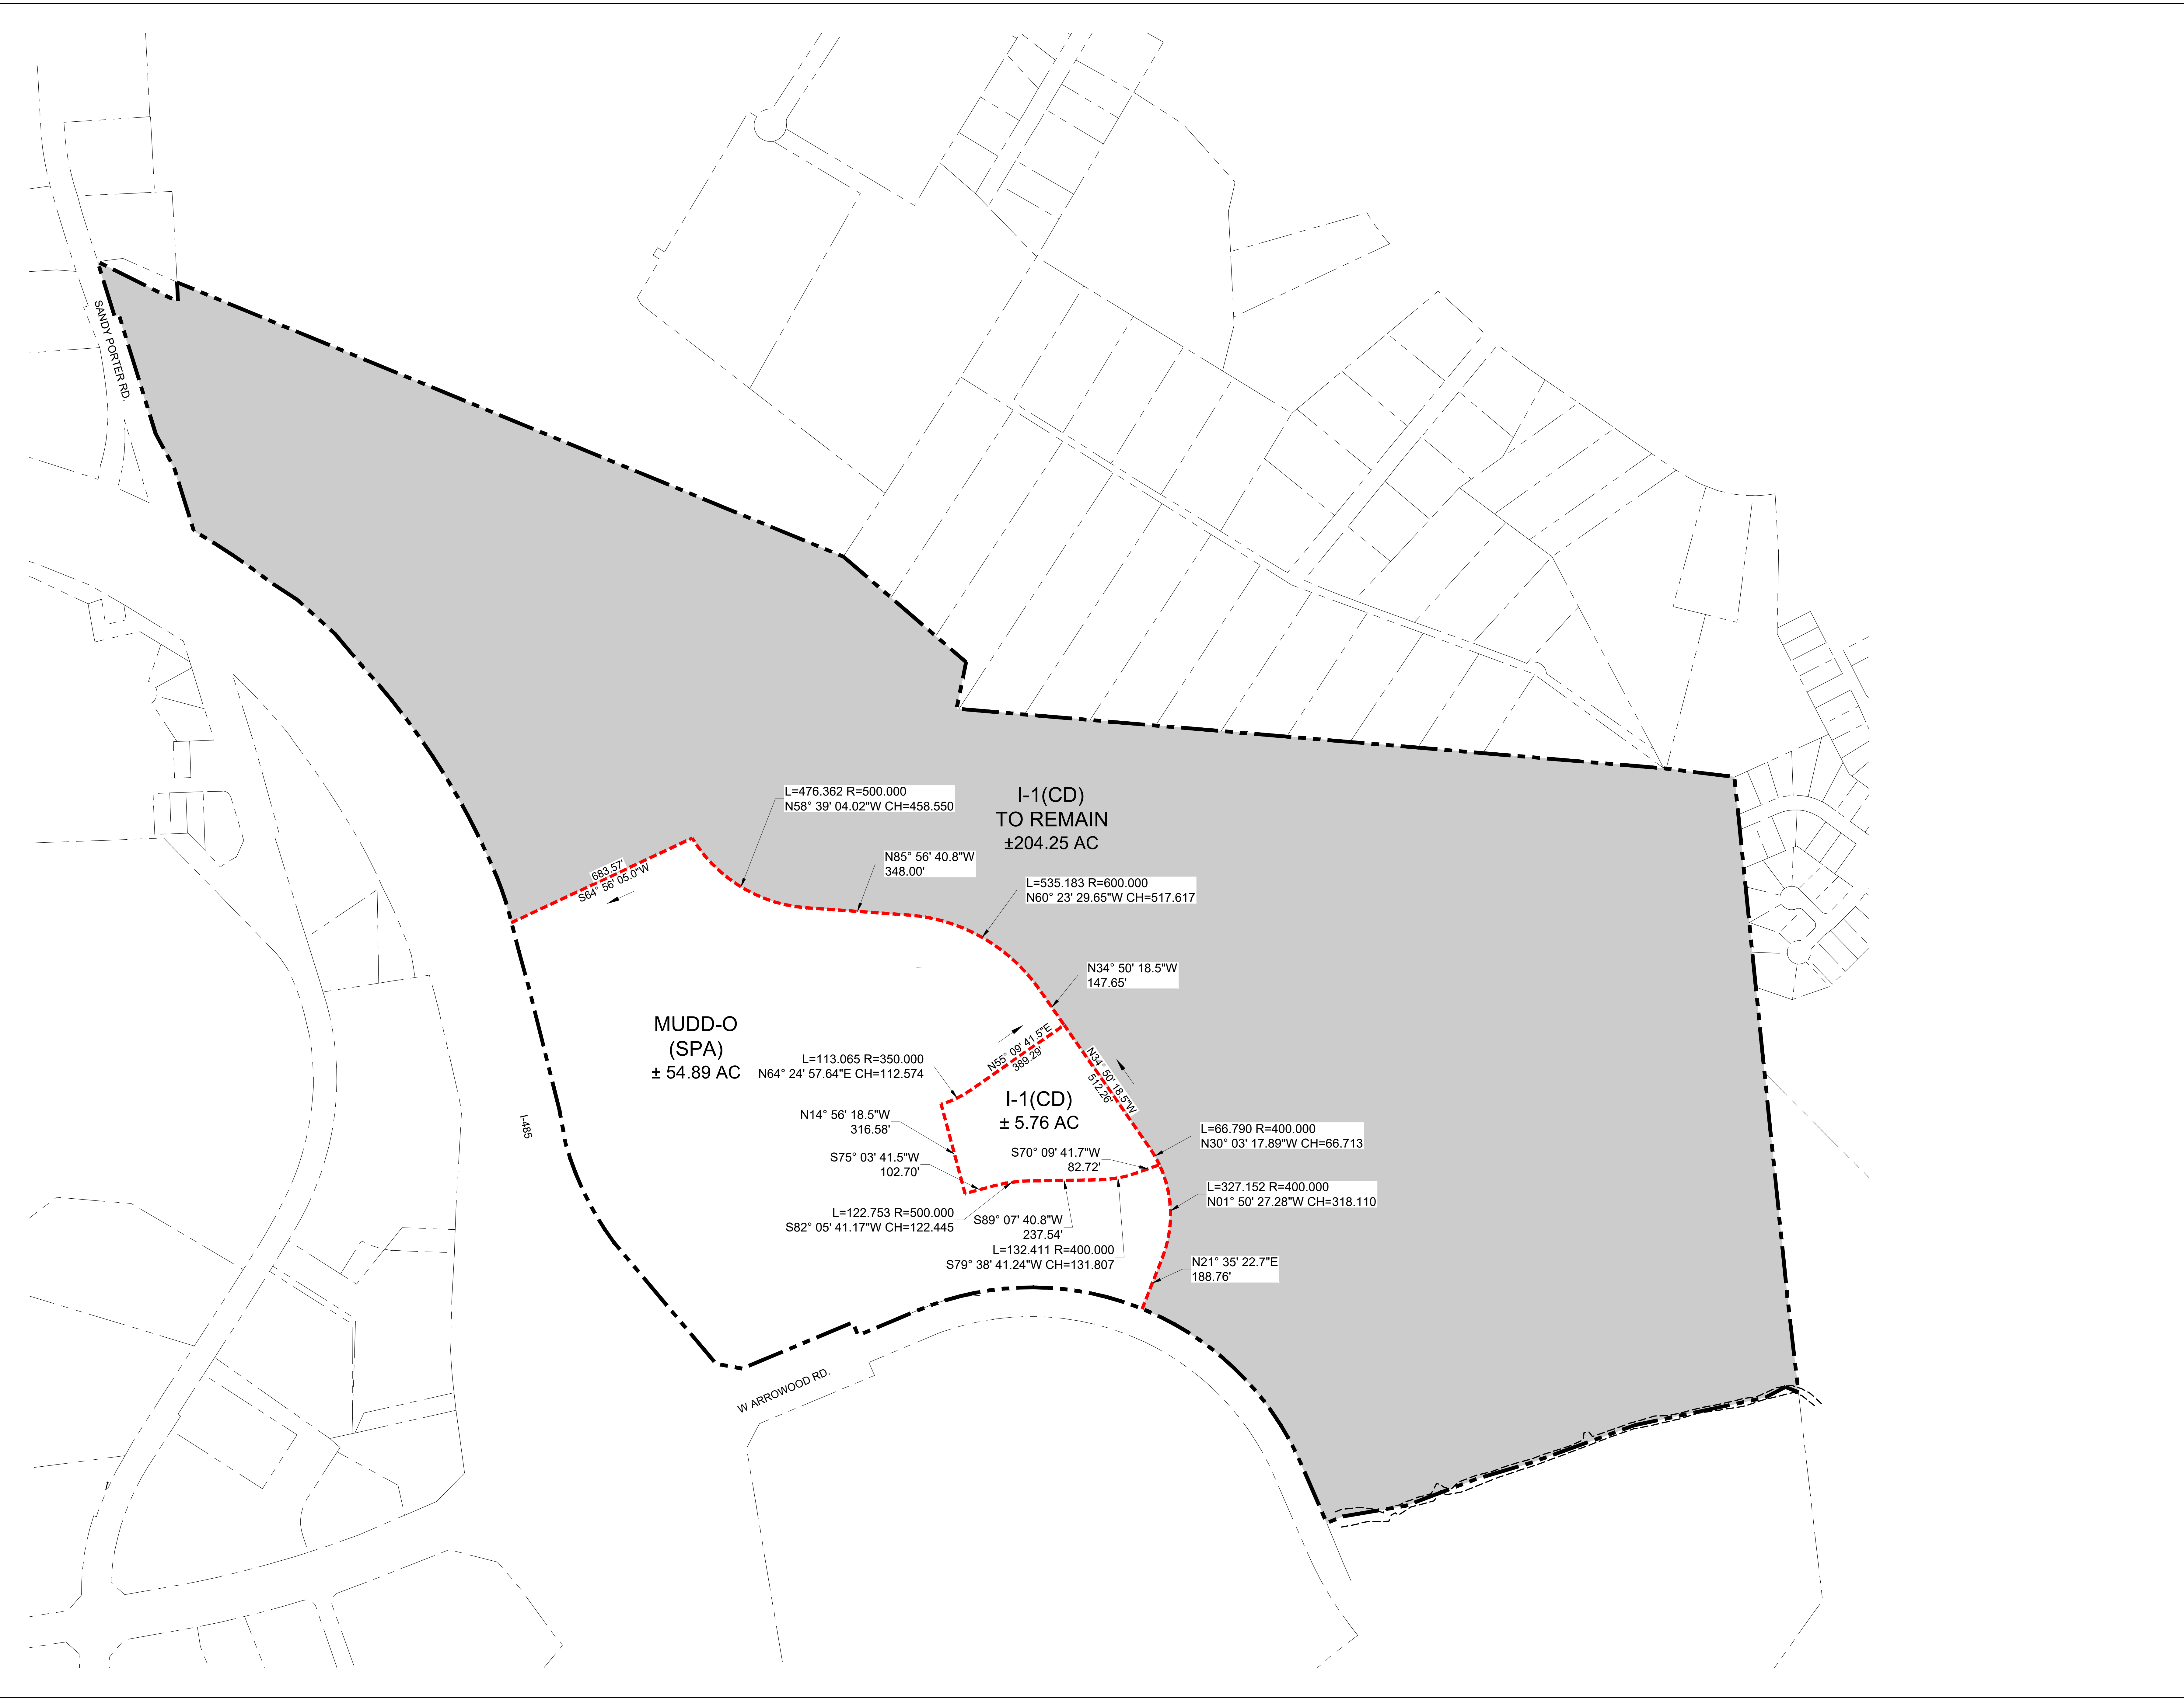 SANDY PORTER RD.
L=476.362 R=500.000
N58° 39' 04.02"W CH=458.550
I-1(CD)
TO REMAIN
±204.25 AC
683.57'
S64° 56' 05.0"W
N85° 56' 40.8"W
348.00'
L=535.183 R=600.000
N60° 23' 29.65"W CH=517.617
N34° 50' 18.5"W
147.65'
MUDD-O
(SPA)
± 54.89 AC
N55° 09' 41.5"E
389.29'
L=113.065 R=350.000
N64° 24' 57.64"E CH=112.574
N34° 50' 18.5"W
512.26'
I-1(CD)
± 5.76 AC
I-485
N14° 56' 18.5"W
316.58'
L=66.790 R=400.000
N30° 03' 17.89"W CH=66.713
S75° 03' 41.5"W
102.70'
S70° 09' 41.7"W
82.72'
L=327.152 R=400.000
N01° 50' 27.28"W CH=318.110
L=122.753 R=500.000
S82° 05' 41.17"W CH=122.445
S89° 07' 40.8"W
237.54'
L=132.411 R=400.000
S79° 38' 41.24"W CH=131.807
N21° 35' 22.7"E
188.76'
W ARROWOOD RD.